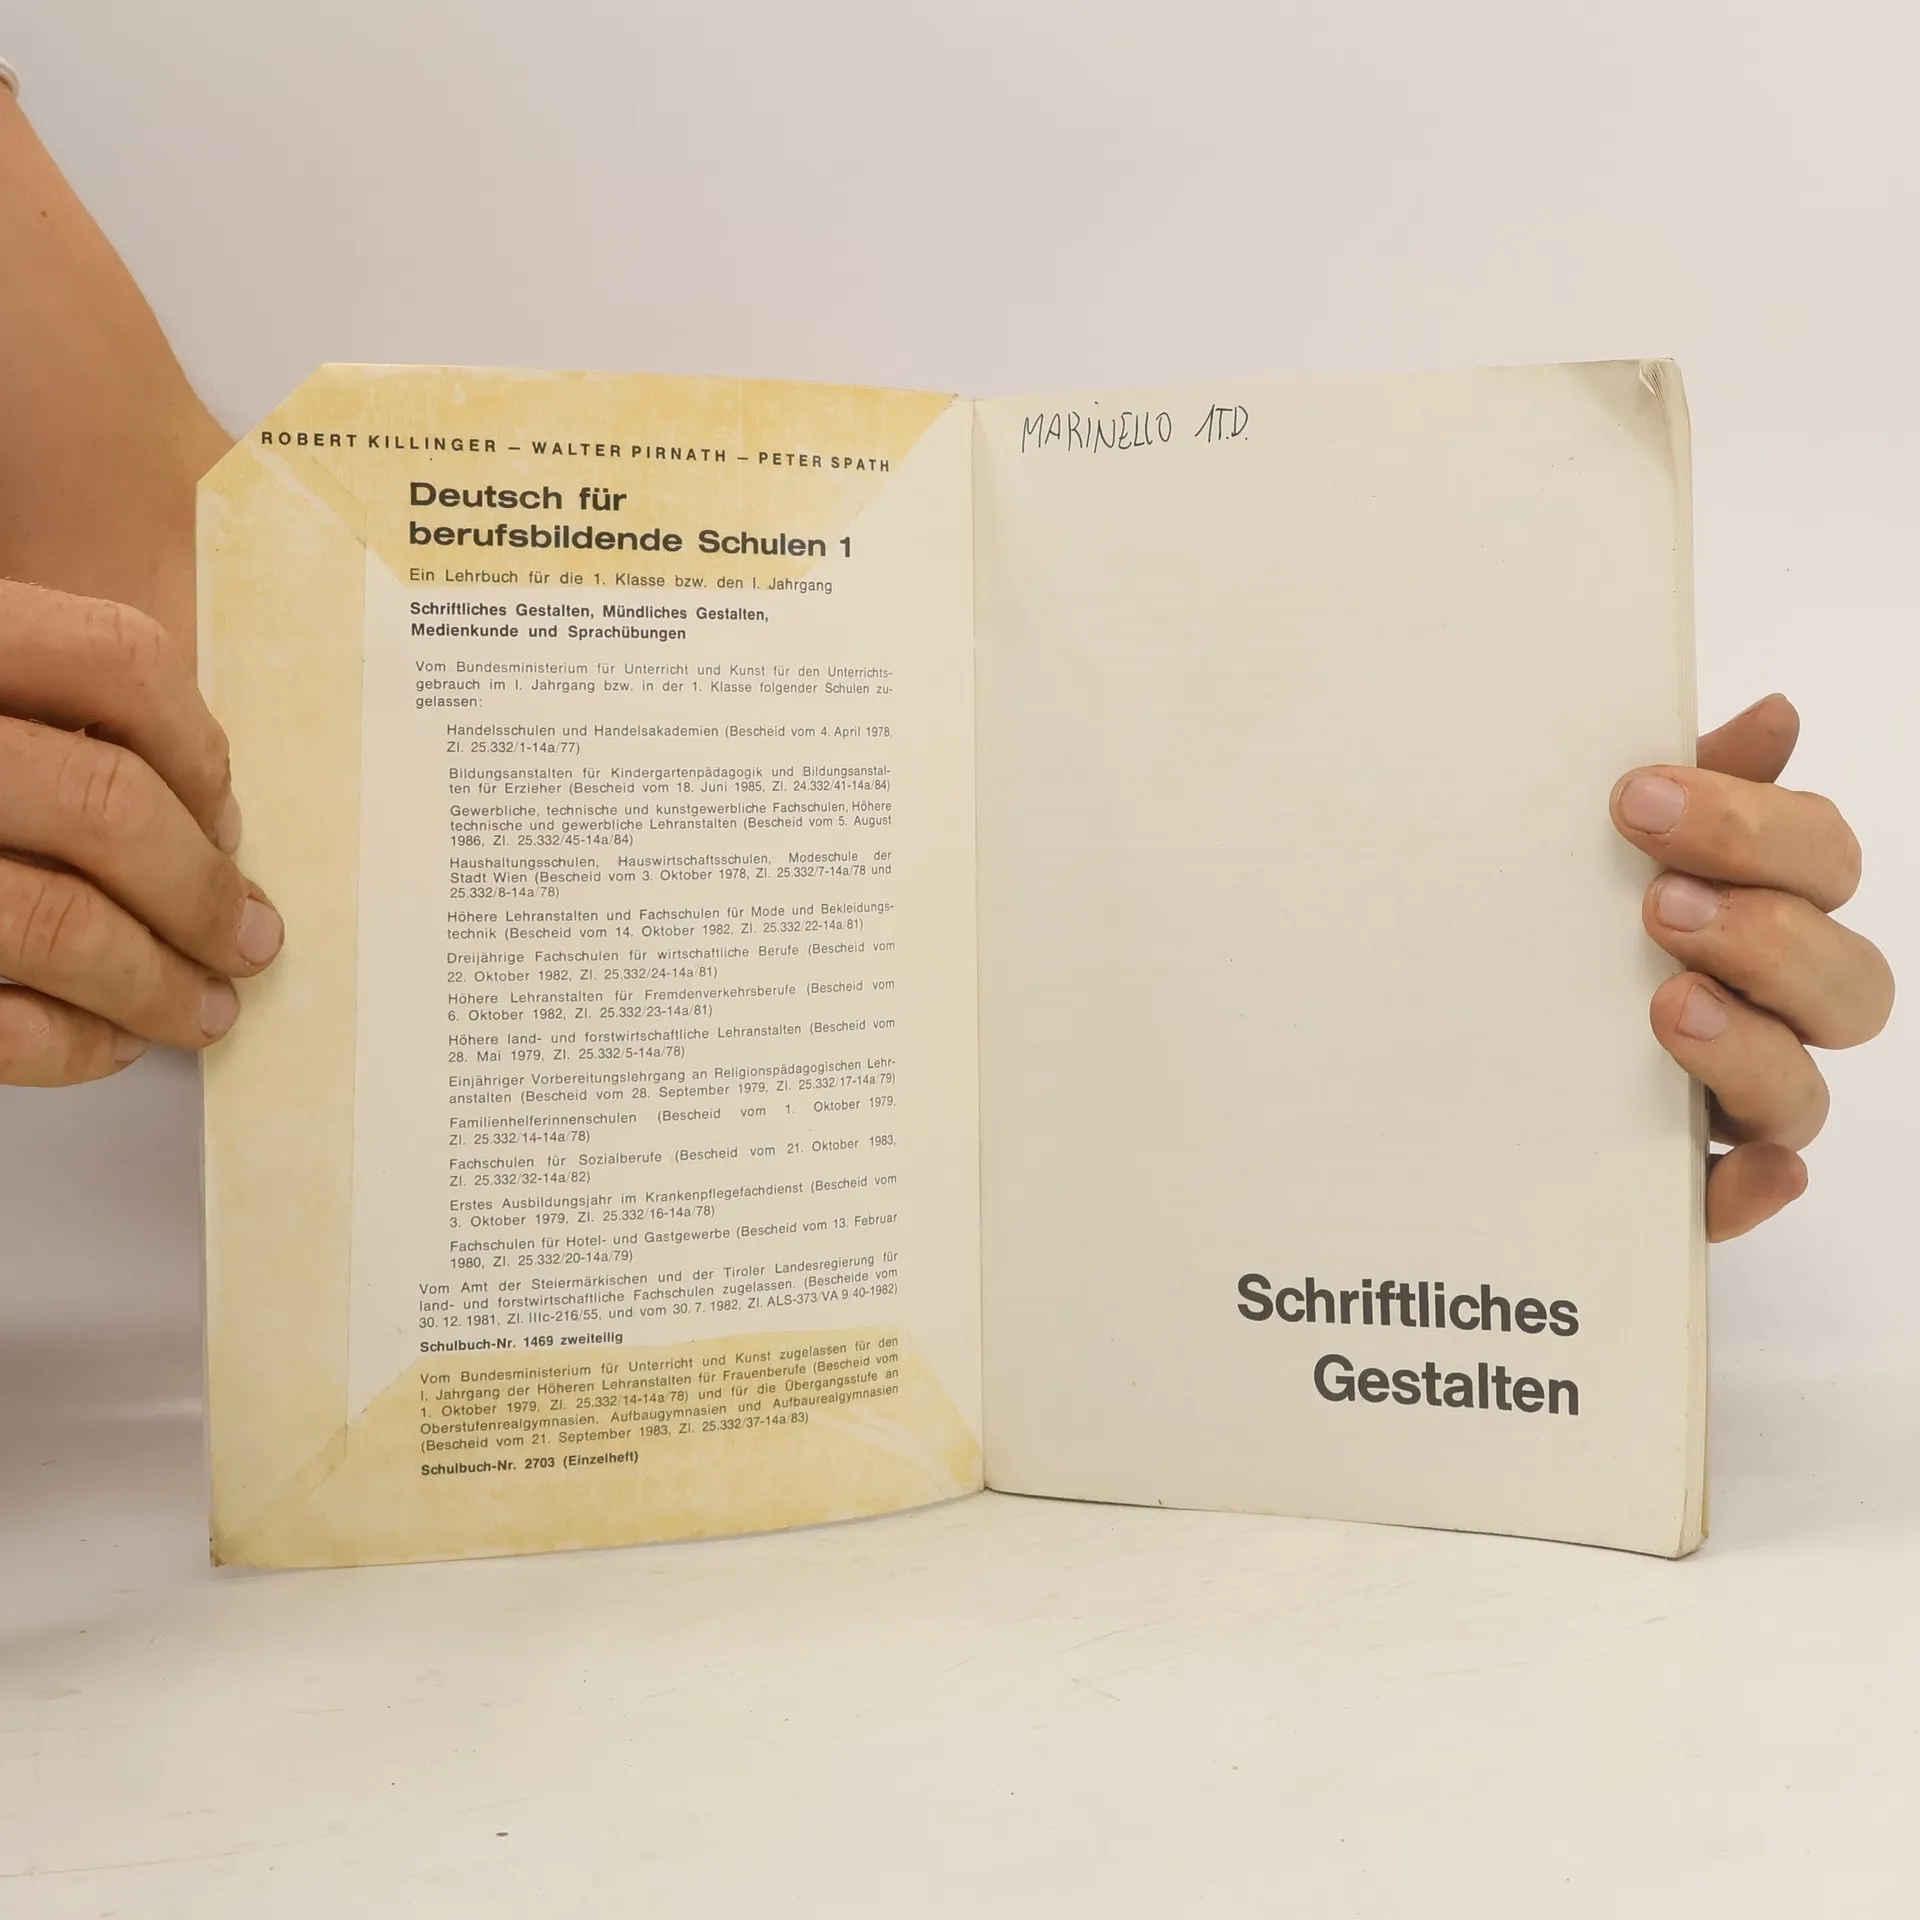 ROBERT KILLINGER – WALTER PIRNATH – PETER SPATH
Deutsch für
berufsbildende Schulen 1
Ein Lehrbuch für die 1. Klasse bzw. den I. Jahrgang
Schriftliches Gestalten, Mündliches Gestalten,
Medienkunde und Sprachübungen
Vom Bundesministerium für Unterricht und Kunst für den Unterrichts-
gebrauch im I. Jahrgang bzw. in der 1. Klasse folgender Schulen zu-
gelassen:
Handelsschulen und Handelsakademien (Bescheid vom 4. April 1978,
Zl. 25.332/1-14a/77)
Bildungsanstalten für Kindergartenpädagogik und Bildungsanstal-
ten für Erzieher (Bescheid vom 18. Juni 1985, Zl. 24.332/41-14a/84)
Gewerbliche, technische und kunstgewerbliche Fachschulen, Höhere
technische und gewerbliche Lehranstalten (Bescheid vom 5. August
1986, Zl. 25.332/45-14a/84)
Haushaltungsschulen, Hauswirtschaftsschulen, Modeschule der
Stadt Wien (Bescheid vom 3. Oktober 1978, Zl. 25.332/7-14a/78 und
25.332/8-14a/78)
Höhere Lehranstalten und Fachschulen für Mode und Bekleidungs-
technik (Bescheid vom 14. Oktober 1982, Zl. 25.332/22-14a/81)
Dreijährige Fachschulen für wirtschaftliche Berufe (Bescheid vom
22. Oktober 1982, Zl. 25.332/24-14a/81)
Höhere Lehranstalten für Fremdenverkehrsberufe (Bescheid vom
6. Oktober 1982, Zl. 25.332/23-14a/81)
Höhere land- und forstwirtschaftliche Lehranstalten (Bescheid vom
28. Mai 1979, Zl. 25.332/5-14a/78)
Einjähriger Vorbereitungslehrgang an Religionspädagogischen Lehr-
anstalten (Bescheid vom 28. September 1979, Zl. 25.332/17-14a/79)
Familienhelferinnenschulen (Bescheid vom 1. Oktober 1979,
Zl. 25.332/14-14a/78)
Fachschulen für Sozialberufe (Bescheid vom 21. Oktober 1983,
Zl. 25.332/32-14a/82)
Erstes Ausbildungsjahr im Krankenpflegefachdienst (Bescheid vom
3. Oktober 1979, Zl. 25.332/16-14a/78)
Fachschulen für Hotel- und Gastgewerbe (Bescheid vom 13. Februar
1980, Zl. 25.332/20-14a/79)
Vom Amt der Steiermärkischen und der Tiroler Landesregierung für
land- und forstwirtschaftliche Fachschulen zugelassen. (Bescheide vom
30. 12. 1981, Zl. IIIc-216/55, und vom 30. 7. 1982, Zl. ALS-373/VA 9/40-1982)
Schulbuch-Nr. 1469 zweiteilig
Vom Bundesministerium für Unterricht und Kunst zugelassen für den
I. Jahrgang der Höheren Lehranstalten für Frauenberufe (Bescheid vom
1. Oktober 1979, Zl. 25.332/14-14a/78) und für die Übergangsstufe an
Oberstufenrealgymnasien, Aufbaugymnasien und Aufbaurealgymnasien
(Bescheid vom 21. September 1983, Zl. 25.332/37-14a/83)
Schulbuch-Nr. 2703 (Einzelheft)
MARINELLO 1T.D.
Schriftliches
Gestalten